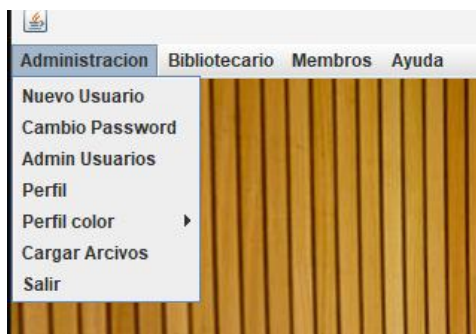 Administracion Bibliotecario Membros Ayuda
Nuevo Usuario
Cambio Password
Admin Usuarios
Perfil
Perfil color
Cargar Arcivos
Salir